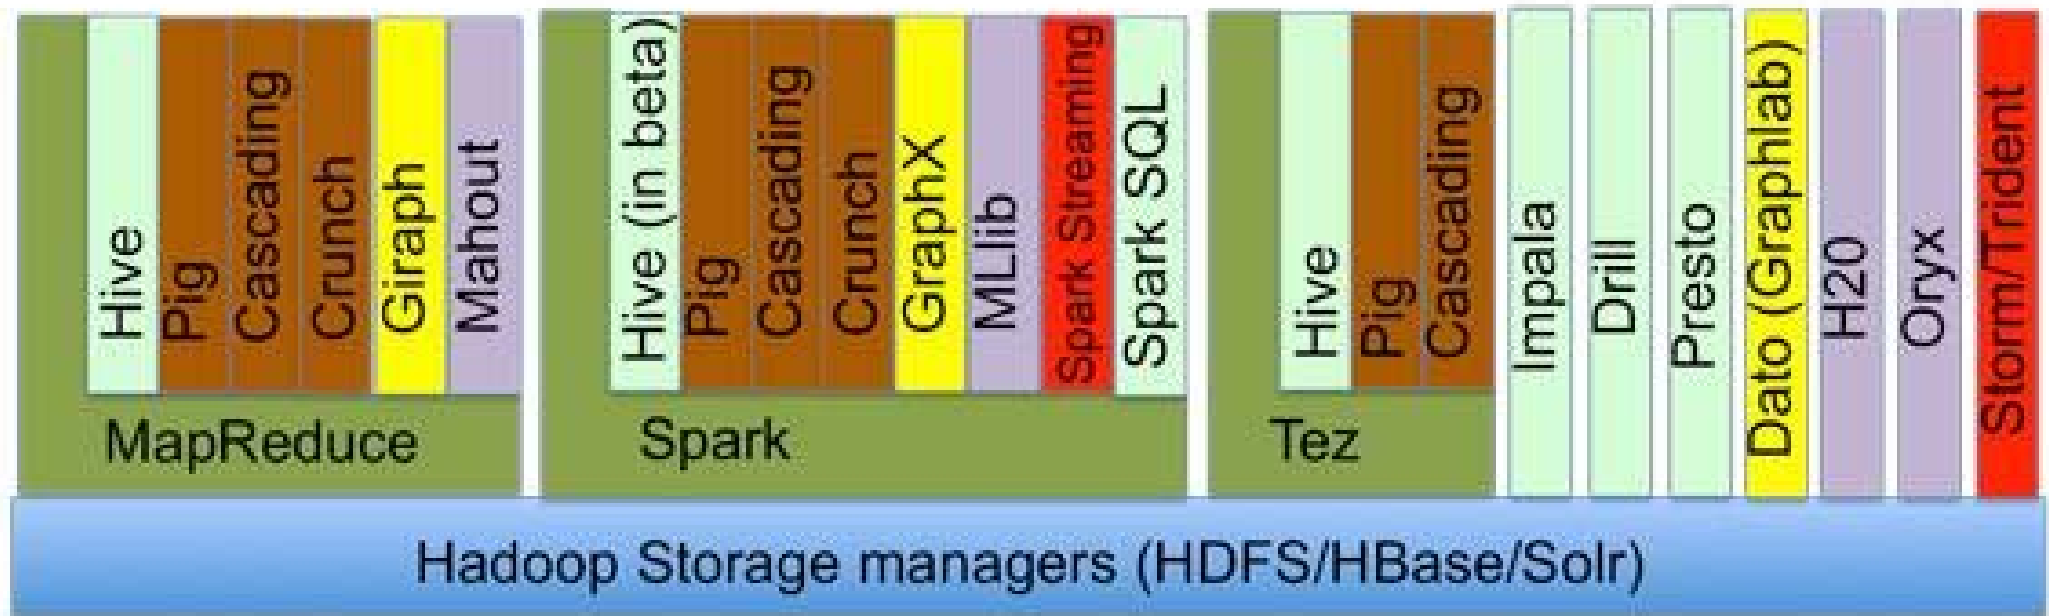 Hive
Pig
Cascading
Crunch
Giraph
Mahout
MapReduce
Hive (in beta)
Pig
Cascading
Crunch
GraphX
MLlib
Spark Streaming
Spark SQL
Spark
Hive
Pig
Cascading
Tez
Impala
Drill
Presto
Dato (Graphlab)
H20
Oryx
Storm/Trident
Hadoop Storage managers (HDFS/HBase/Solr)